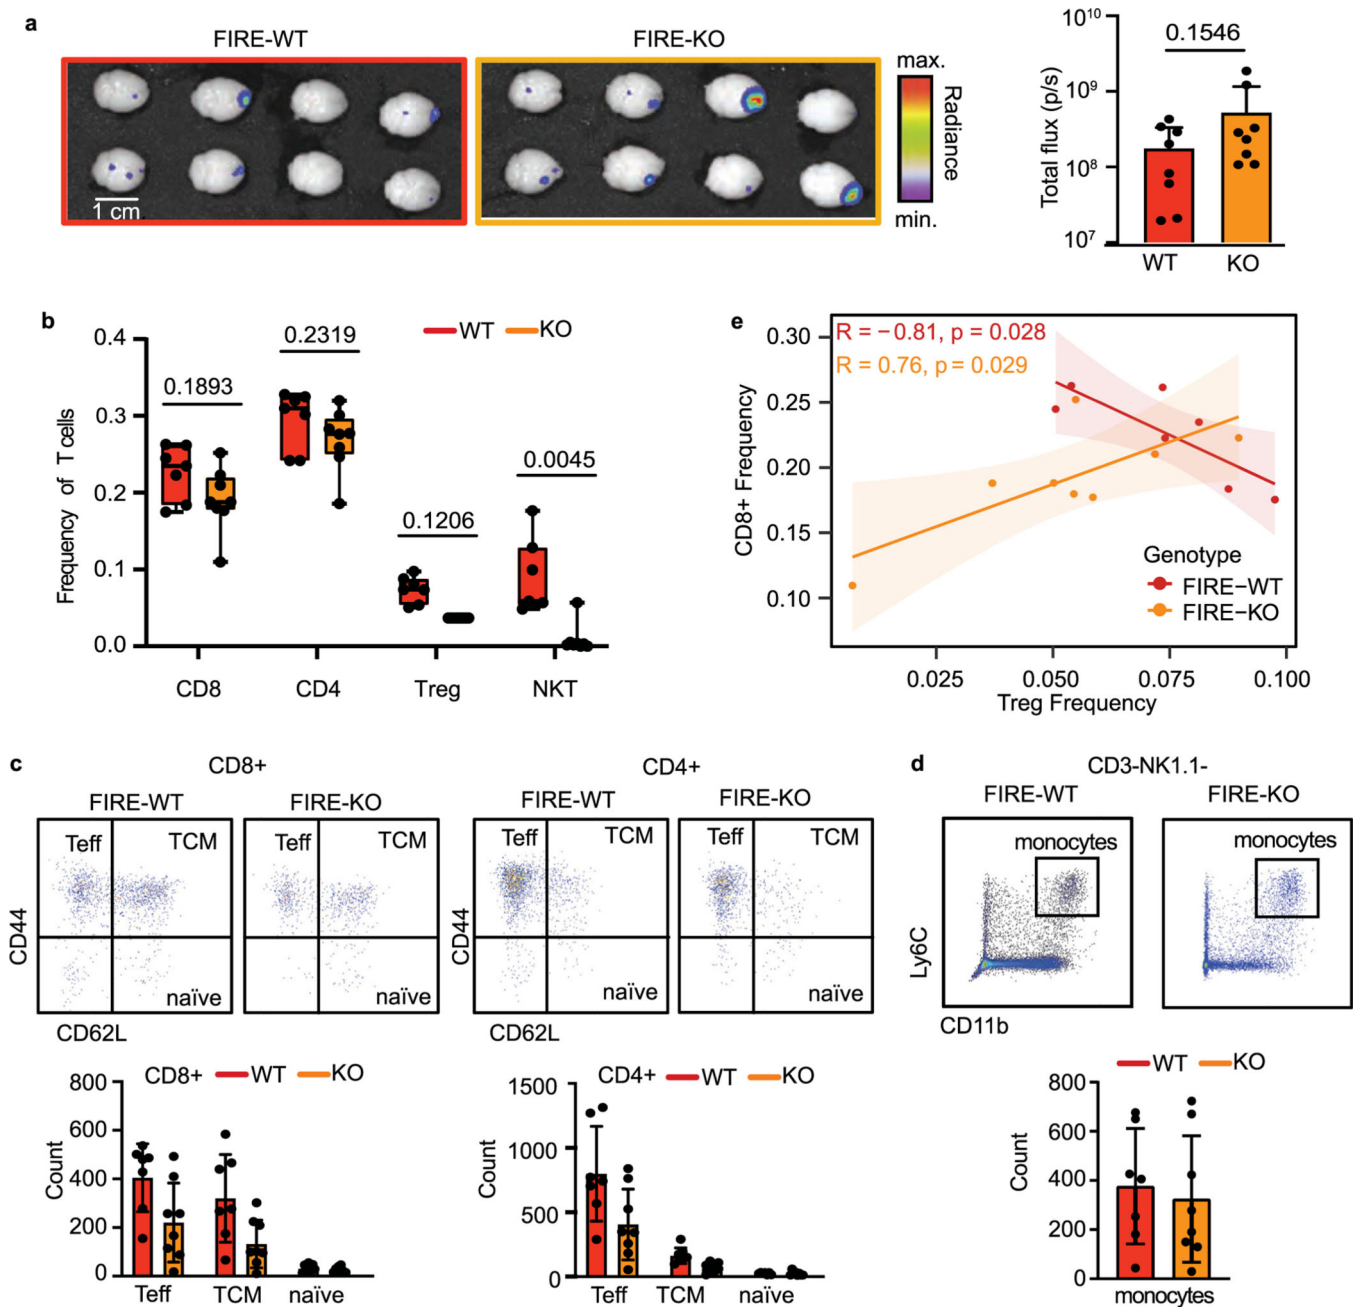 a
FIRE-WT
FIRE-KO
1 cm
max.
Radiance
min.
Total flux (p/s)
10¹⁰
10⁹
10⁸
10⁷
0.1546
WT
KO
b
WT
KO
Frequency of T cells
0.4
0.3
0.2
0.1
0.0
0.1893
0.2319
0.1206
0.0045
CD8
CD4
Treg
NKT
e
R = −0.81, p = 0.028
R = 0.76, p = 0.029
CD8+ Frequency
0.30
0.25
0.20
0.15
0.10
Genotype
FIRE−WT
FIRE−KO
0.025
0.050
0.075
0.100
Treg Frequency
c
CD8+
FIRE-WT
FIRE-KO
Teff
TCM
naïve
TCM
naïve
CD44
CD62L
CD4+
FIRE-WT
FIRE-KO
Teff
TCM
naïve
Teff
TCM
naïve
CD44
CD62L
CD8+
WT
KO
Count
800
600
400
200
0
Teff
TCM
naïve
CD4+
WT
KO
Count
1500
1000
500
0
Teff
TCM
naïve
d
CD3-NK1.1-
FIRE-WT
FIRE-KO
monocytes
monocytes
Ly6C
CD11b
WT
KO
Count
800
600
400
200
0
monocytes